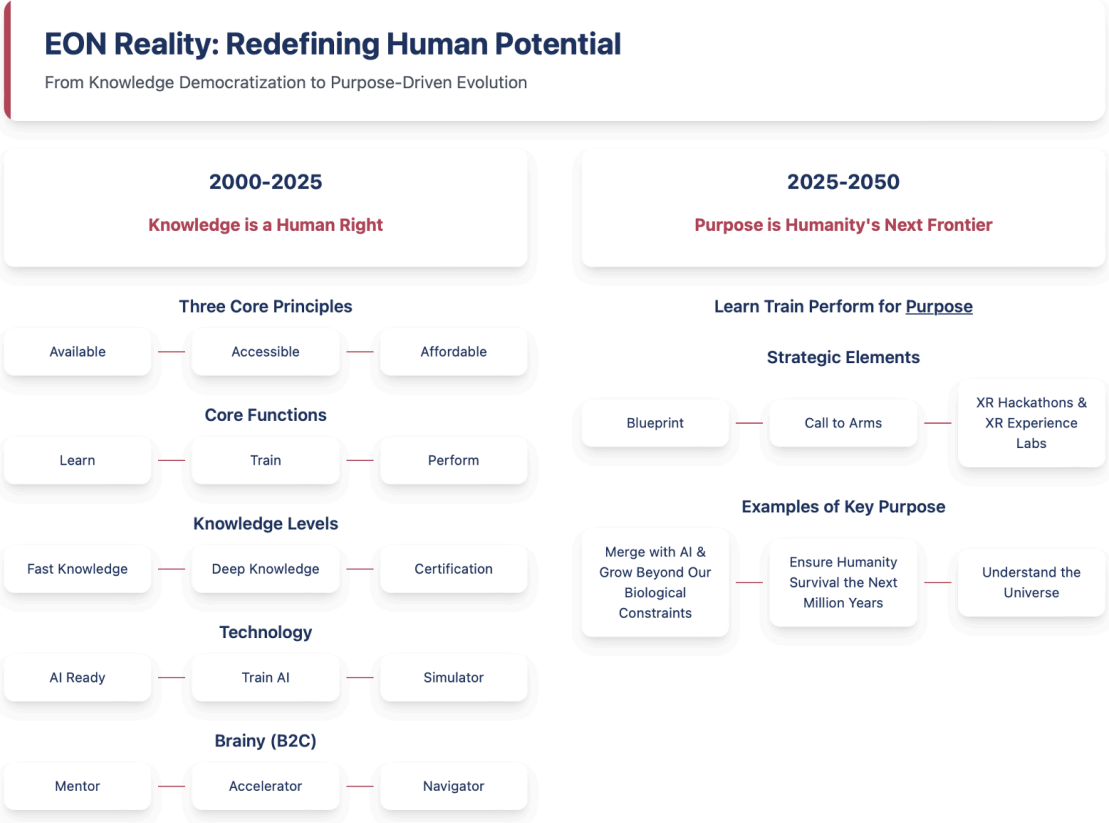 EON Reality: Redefining Human Potential
From Knowledge Democratization to Purpose-Driven Evolution
2000-2025
Knowledge is a Human Right
Three Core Principles
Available
Accessible
Affordable
Core Functions
Learn
Train
Perform
Knowledge Levels
Fast Knowledge
Deep Knowledge
Certification
Technology
AI Ready
Train AI
Simulator
Brainy (B2C)
Mentor
Accelerator
Navigator
2025-2050
Purpose is Humanity's Next Frontier
Learn Train Perform for Purpose
Strategic Elements
Blueprint
Call to Arms
XR Hackathons &
XR Experience
Labs
Examples of Key Purpose
Merge with AI &
Grow Beyond Our
Biological
Constraints
Ensure Humanity
Survival the Next
Million Years
Understand the
Universe